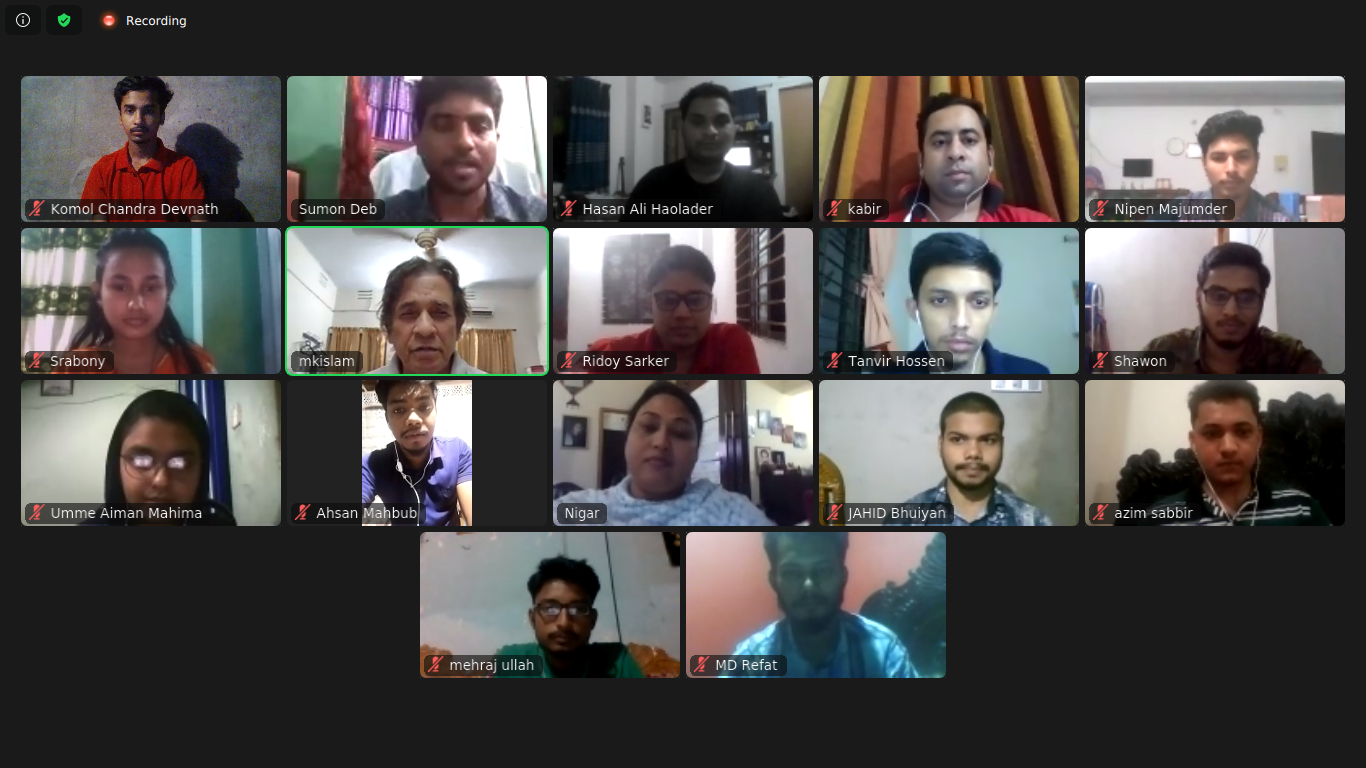 Recording
Komol Chandra Devnath
Sumon Deb
Hasan Ali Haolader
kabir
Nipen Majumder
Srabony
mkislam
Ridoy Sarker
Tanvir Hossen
Shawon
Umme Aiman Mahima
Ahsan Mahbub
Nigar
JAHID Bhuiyan
azim sabbir
mehraj ullah
MD Refat